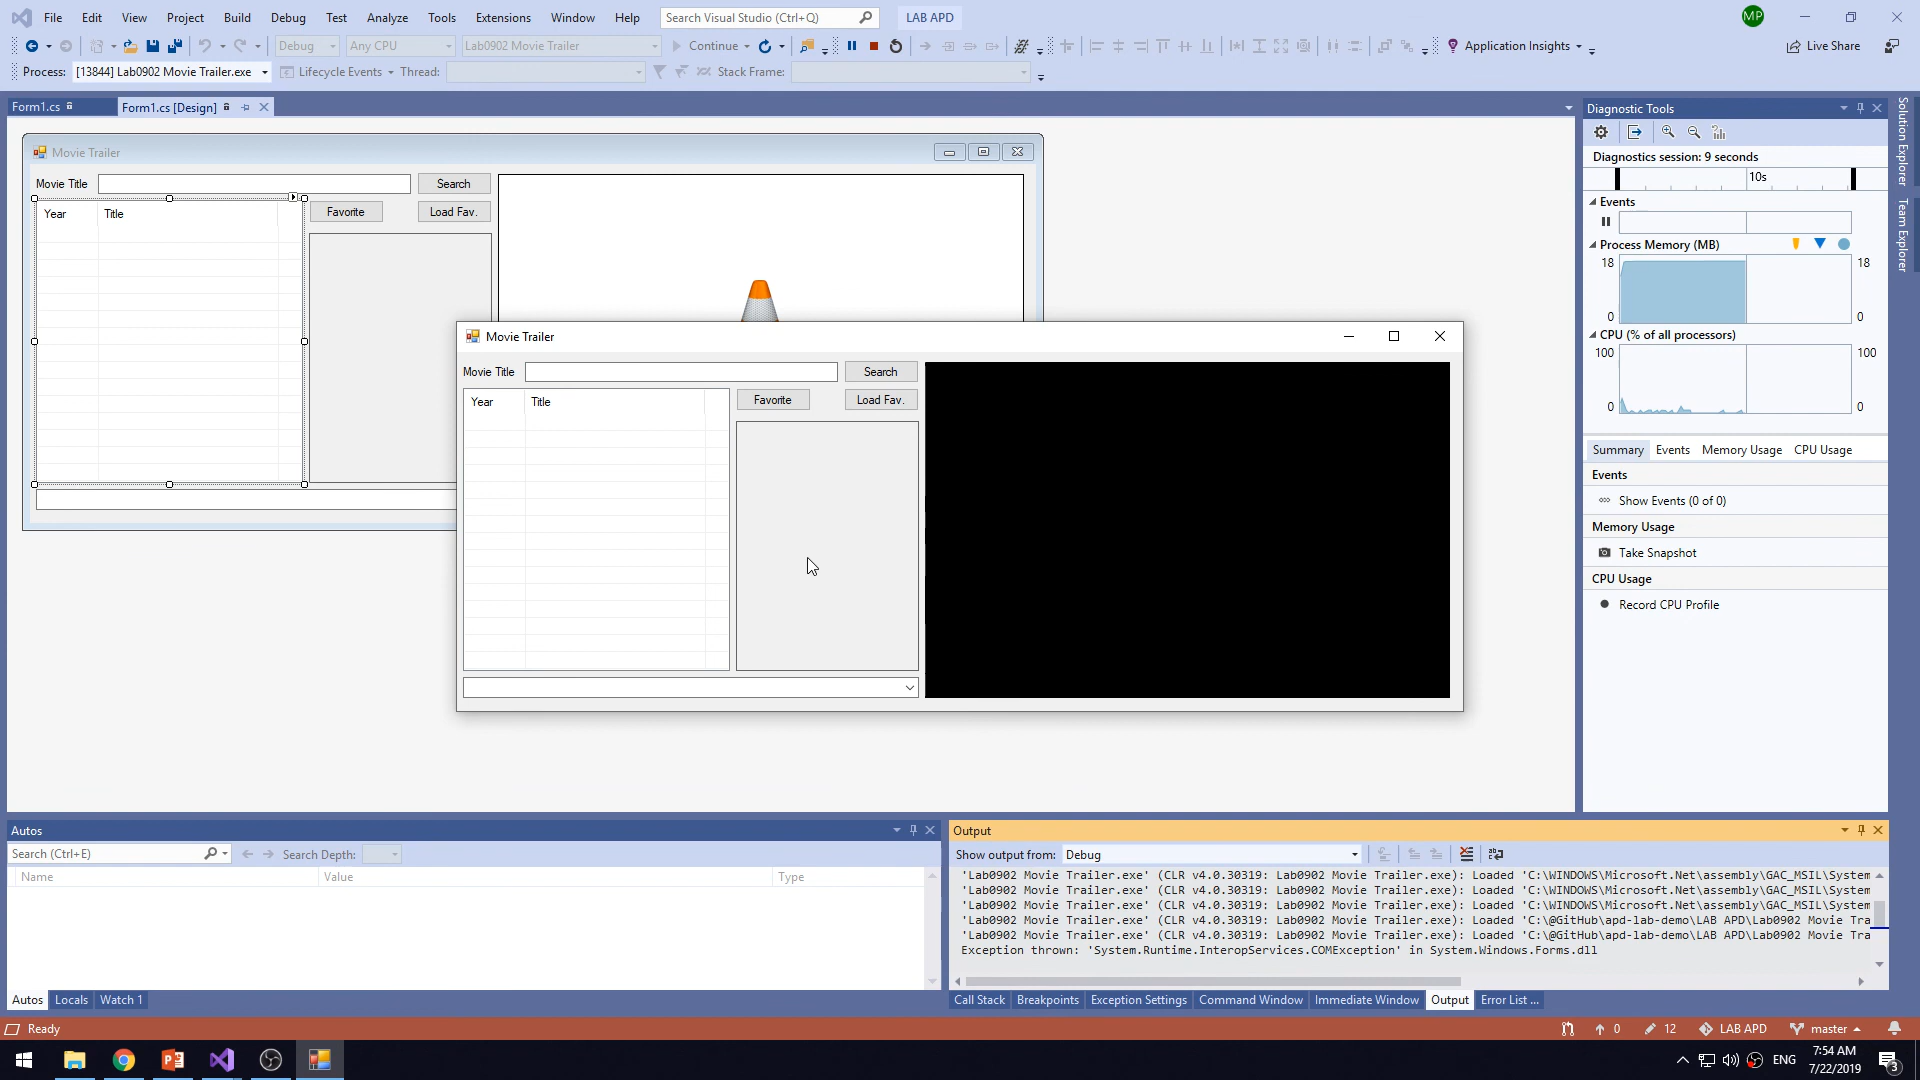 File Edit View Project Build Debug Test Analyze Tools Extensions Window Help Search Visual Studio (Ctrl+Q) LAB APD MP
Debug Any CPU Lab0902 Movie Trailer Continue Application Insights Live Share
Process: [13844] Lab0902 Movie Trailer.exe Lifecycle Events Thread: Stack Frame:
Form1.cs Form1.cs [Design]
Movie Trailer
Movie Title Search
Year Title Favorite Load Fav.
Movie Trailer
Movie Title Search
Year Title Favorite Load Fav.
Diagnostic Tools
Diagnostics session: 9 seconds
10s
Events
Process Memory (MB)
18 18
0 0
CPU (% of all processors)
100 100
0 0
Summary Events Memory Usage CPU Usage
Events
Show Events (0 of 0)
Memory Usage
Take Snapshot
CPU Usage
Record CPU Profile
Solution Explorer
Team Explorer
Autos
Search (Ctrl+E) Search Depth:
Name Value Type
Autos Locals Watch 1
Output
Show output from: Debug
'Lab0902 Movie Trailer.exe' (CLR v4.0.30319: Lab0902 Movie Trailer.exe): Loaded 'C:\WINDOWS\Microsoft.Net\assembly\GAC_MSIL\System
'Lab0902 Movie Trailer.exe' (CLR v4.0.30319: Lab0902 Movie Trailer.exe): Loaded 'C:\WINDOWS\Microsoft.Net\assembly\GAC_MSIL\System
'Lab0902 Movie Trailer.exe' (CLR v4.0.30319: Lab0902 Movie Trailer.exe): Loaded 'C:\WINDOWS\Microsoft.Net\assembly\GAC_MSIL\System
'Lab0902 Movie Trailer.exe' (CLR v4.0.30319: Lab0902 Movie Trailer.exe): Loaded 'C:\@GitHub\apd-lab-demo\LAB APD\Lab0902 Movie Tra
'Lab0902 Movie Trailer.exe' (CLR v4.0.30319: Lab0902 Movie Trailer.exe): Loaded 'C:\@GitHub\apd-lab-demo\LAB APD\Lab0902 Movie Tra
Exception thrown: 'System.Runtime.InteropServices.COMException' in System.Windows.Forms.dll
Call Stack Breakpoints Exception Settings Command Window Immediate Window Output Error List ...
Ready 0 12 LAB APD master
ENG 7:54 AM
7/22/2019 3